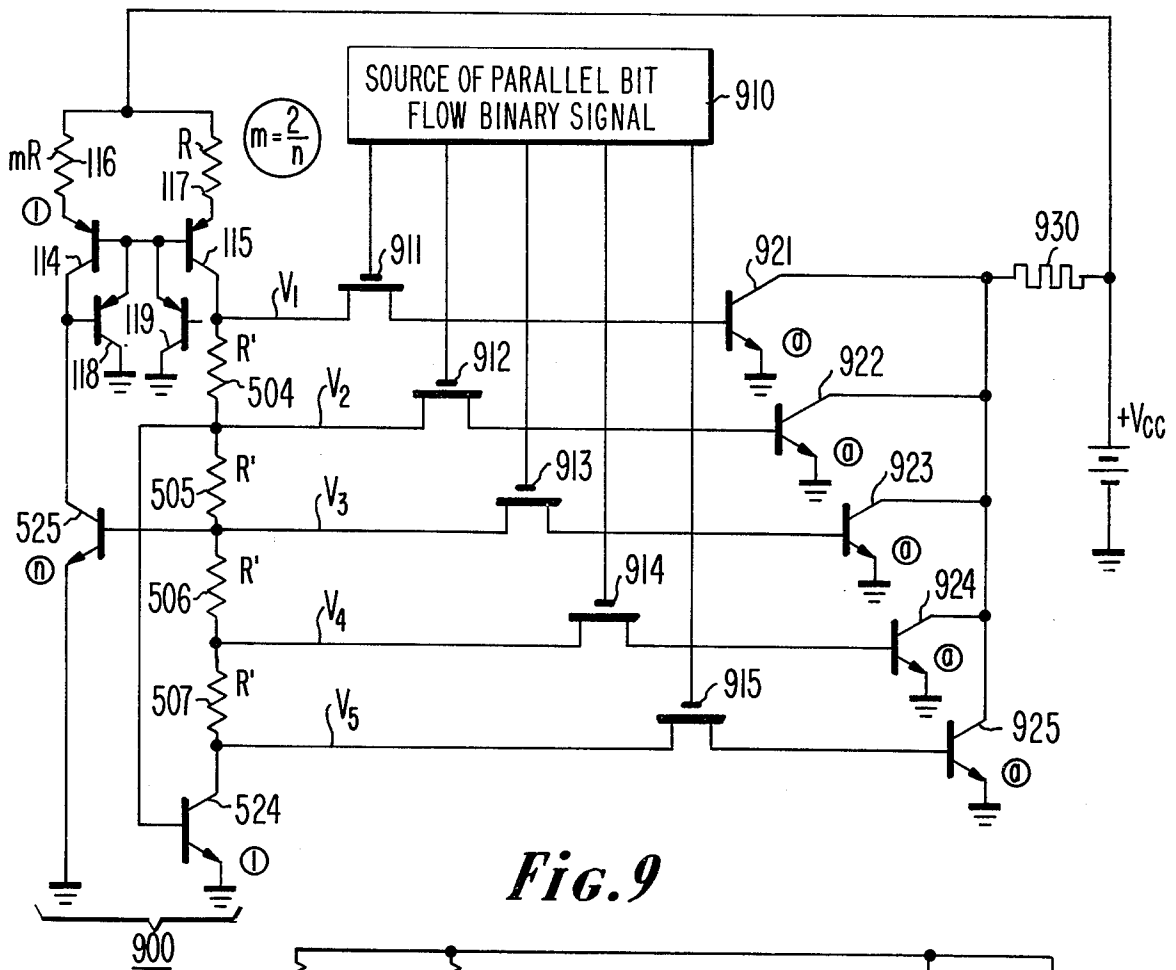 SOURCE OF PARALLEL BIT
FLOW BINARY SIGNAL
910
m = 2/n
mR
116
R
117
1
114
115
118
119
V1
911
921
930
a
R'
504
V2
912
922
a
+Vcc
R'
505
V3
913
923
a
525
n
R'
506
V4
914
924
a
R'
507
V5
915
925
a
524
1
900
FIG.9